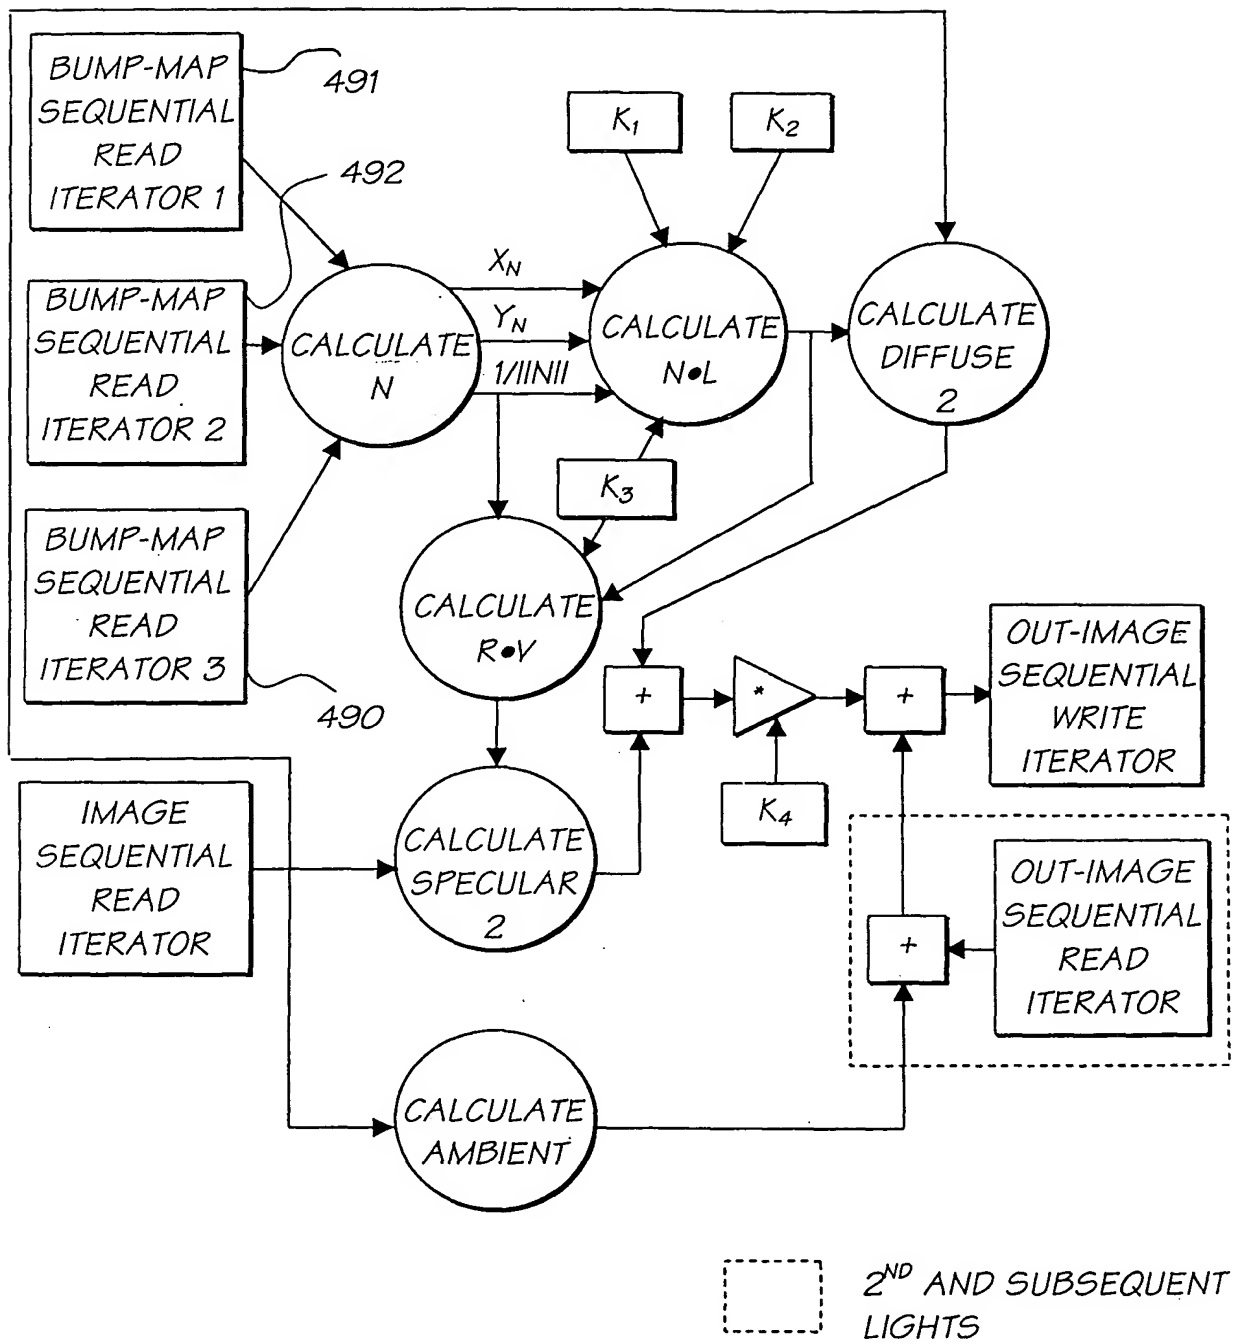 BUMP-MAP
SEQUENTIAL
READ
ITERATOR 1
491
K₁
K₂
492
BUMP-MAP
SEQUENTIAL
READ
ITERATOR 2
CALCULATE
N
X_N
Y_N
1/||N||
CALCULATE
N•L
CALCULATE
DIFFUSE
2
K₃
BUMP-MAP
SEQUENTIAL
READ
ITERATOR 3
490
CALCULATE
R•V
+
*
+
OUT-IMAGE
SEQUENTIAL
WRITE
ITERATOR
K₄
IMAGE
SEQUENTIAL
READ
ITERATOR
CALCULATE
SPECULAR
2
+
OUT-IMAGE
SEQUENTIAL
READ
ITERATOR
CALCULATE
AMBIENT
2ND AND SUBSEQUENT
LIGHTS